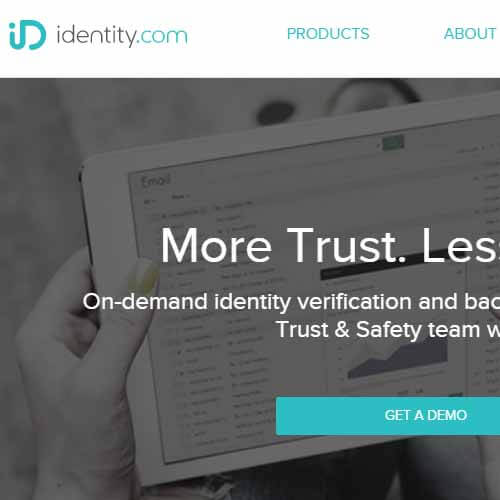 identity.com
PRODUCTS
ABOUT
Email
More Trust. Les
On-demand identity verification and bac
Trust & Safety team w
GET A DEMO